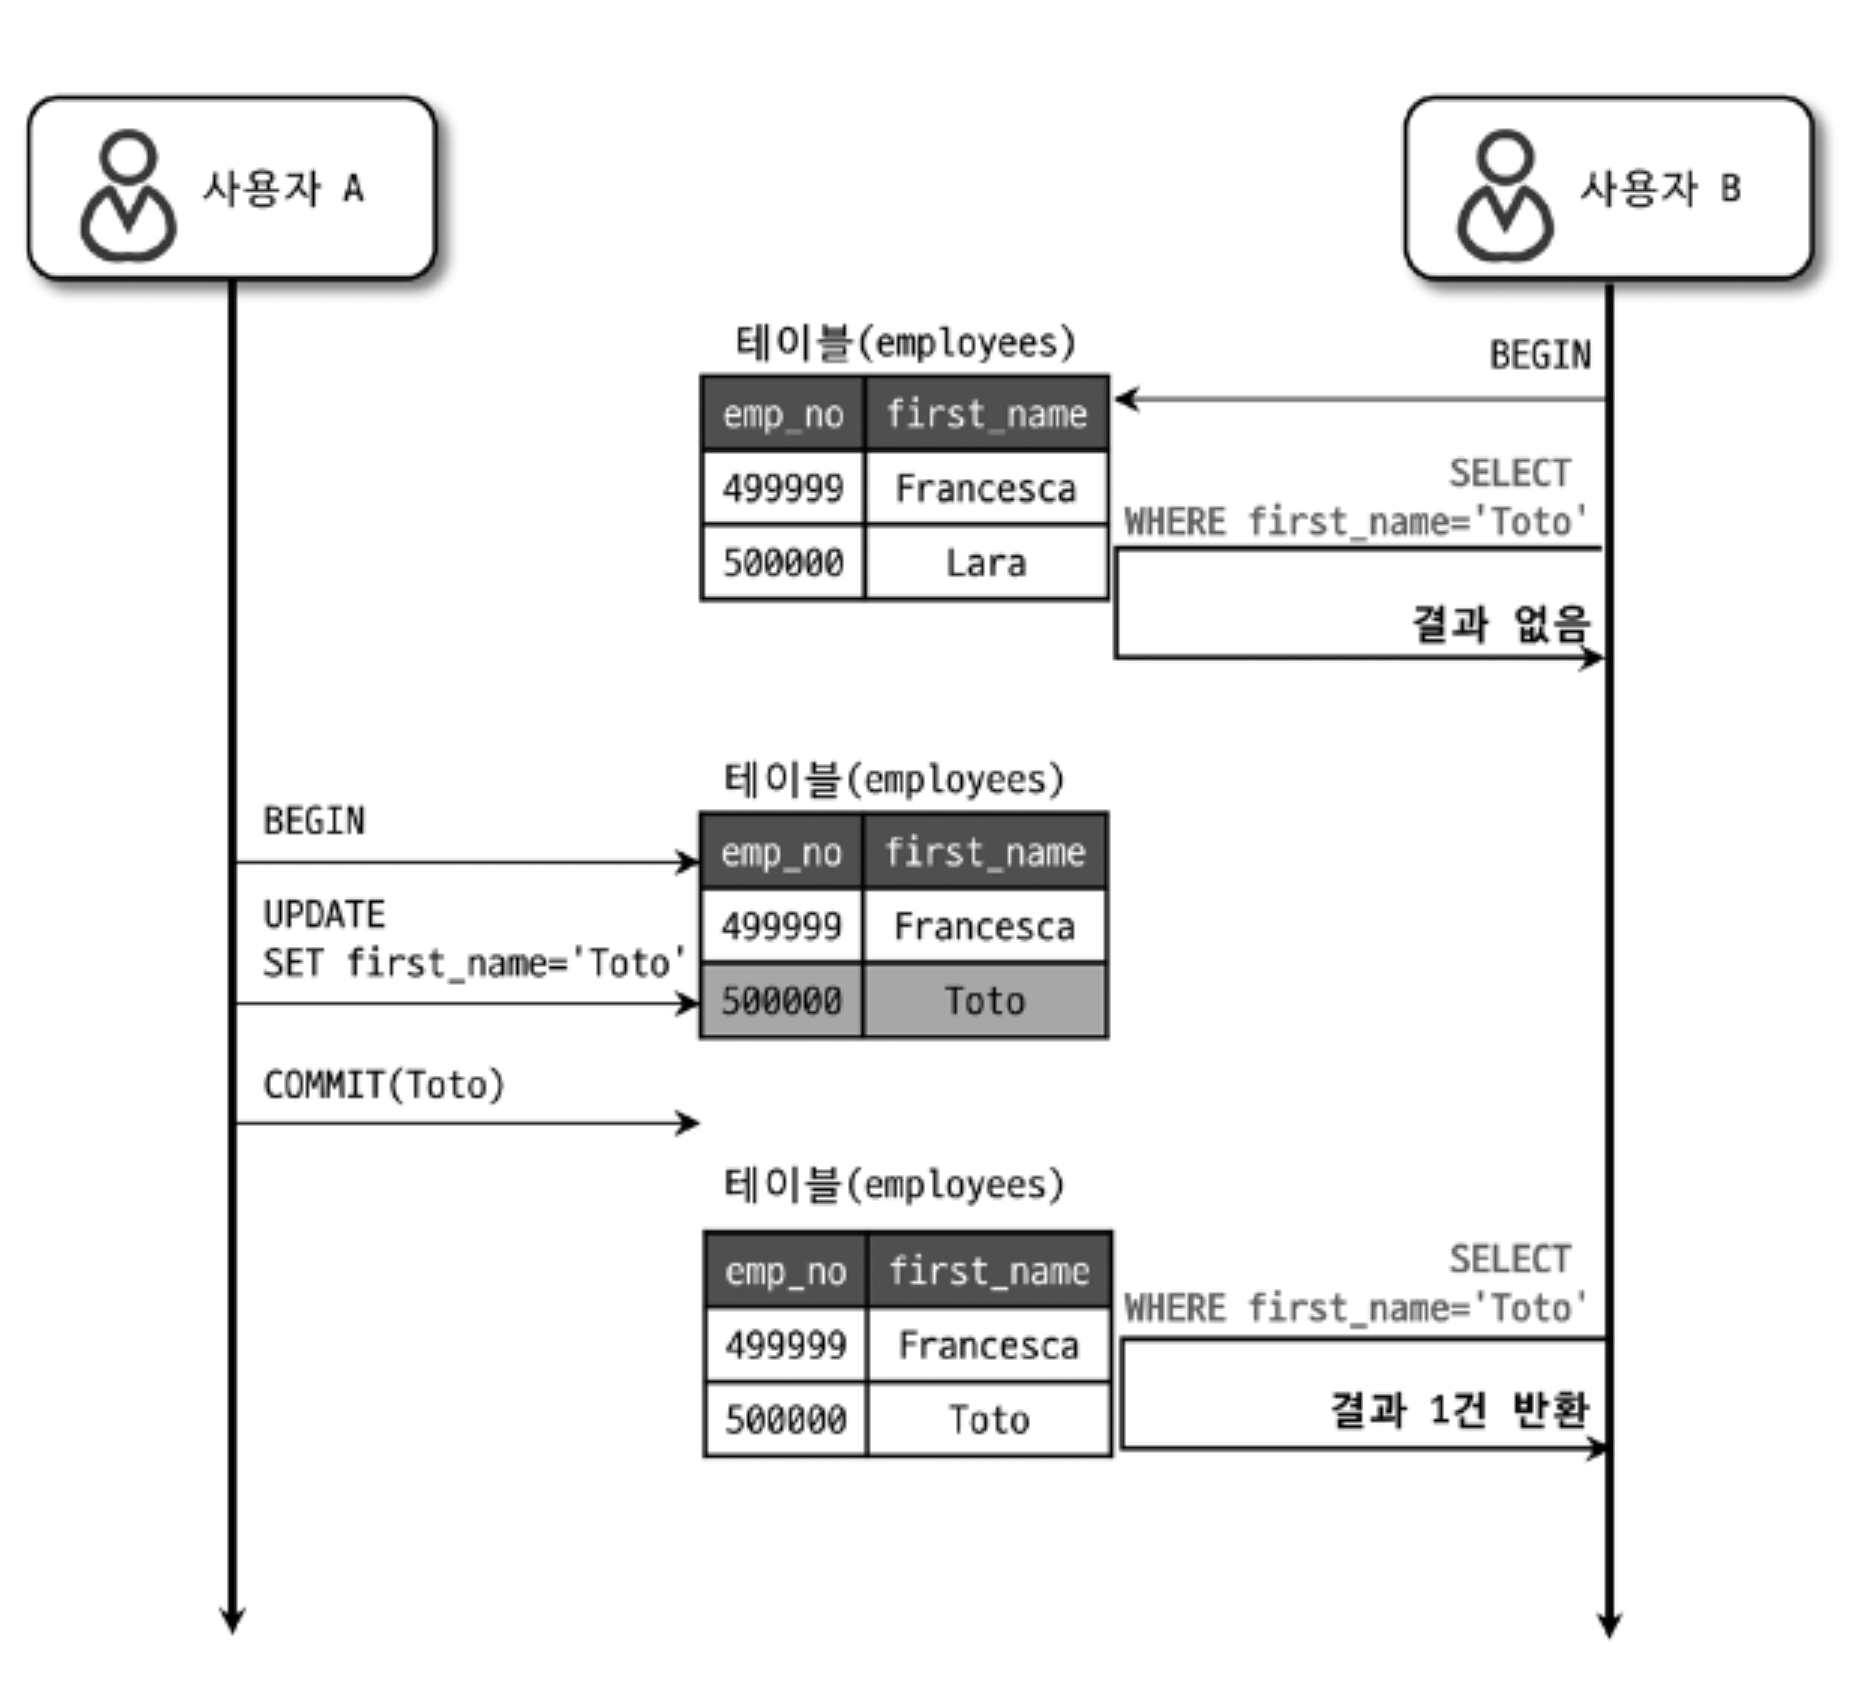 사용자 A
사용자 B
테이블(employees)
BEGIN
emp_no first_name
499999 Francesca
500000 Lara
SELECT
WHERE first_name='Toto'
결과 없음
테이블(employees)
BEGIN
emp_no first_name
499999 Francesca
500000 Toto
UPDATE
SET first_name='Toto'
COMMIT(Toto)
테이블(employees)
emp_no first_name
499999 Francesca
500000 Toto
SELECT
WHERE first_name='Toto'
결과 1건 반환